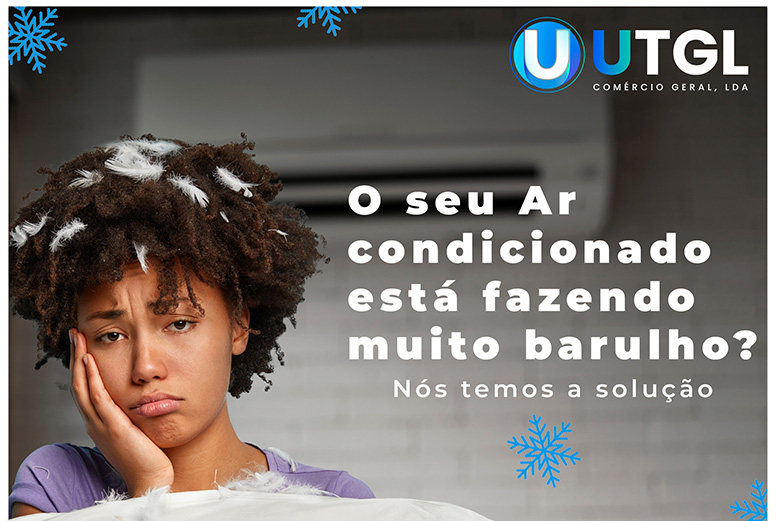 U UTGL
COMÉRCIO GERAL, LDA
O seu Ar
condicionado
está fazendo
muito barulho?
Nós temos a solução